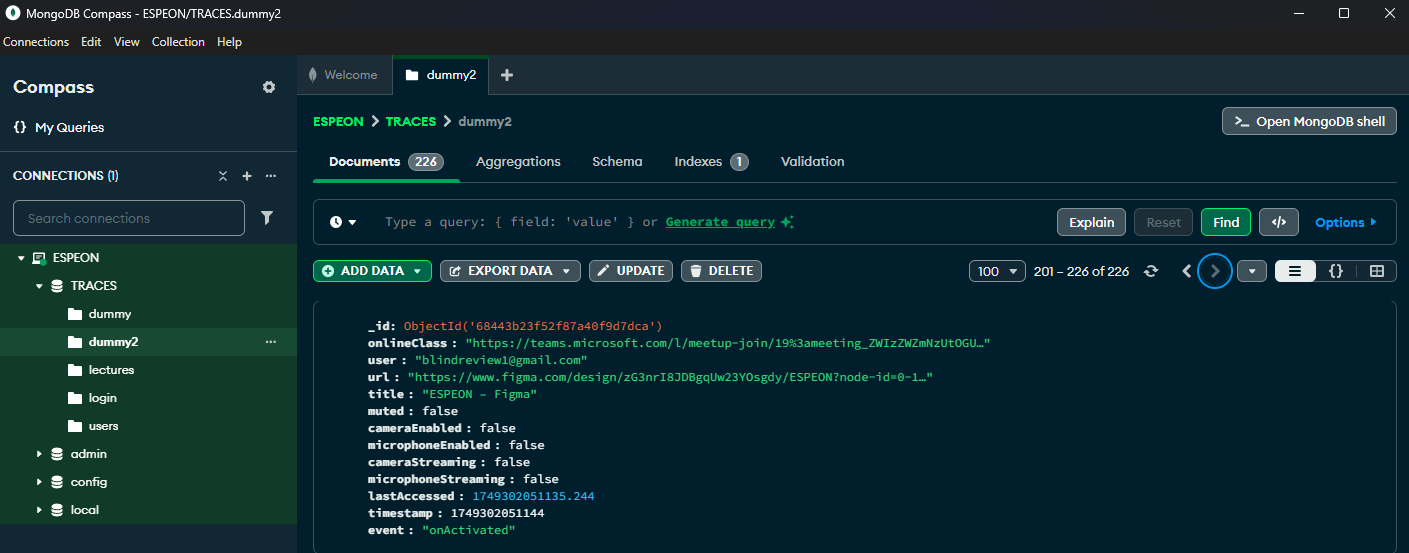 MongoDB Compass - ESPEON/TRACES.dummy2
Connections Edit View Collection Help
Compass
{} My Queries
CONNECTIONS (1)
Search connections
ESPEON
TRACES
dummy
dummy2
lectures
login
users
admin
config
local
Welcome
dummy2
ESPEON > TRACES > dummy2
>_ Open MongoDB shell
Documents 226 Aggregations Schema Indexes 1 Validation
Type a query: { field: 'value' } or Generate query
Explain Reset Find </> Options
ADD DATA EXPORT DATA UPDATE DELETE
100 201 – 226 of 226 {}
_id: ObjectId('68443b23f52f87a40f9d7dca')
onlineClass : "https://teams.microsoft.com/l/meetup-join/19%3ameeting_ZWIzZWZmNzUtOGU…"
user : "blindreview1@gmail.com"
url : "https://www.figma.com/design/zG3nrI8JDBgqUw23YOsgdy/ESPEON?node-id=0-1…"
title : "ESPEON – Figma"
muted : false
cameraEnabled : false
microphoneEnabled : false
cameraStreaming : false
microphoneStreaming : false
lastAccessed : 1749302051135.244
timestamp : 1749302051144
event : "onActivated"